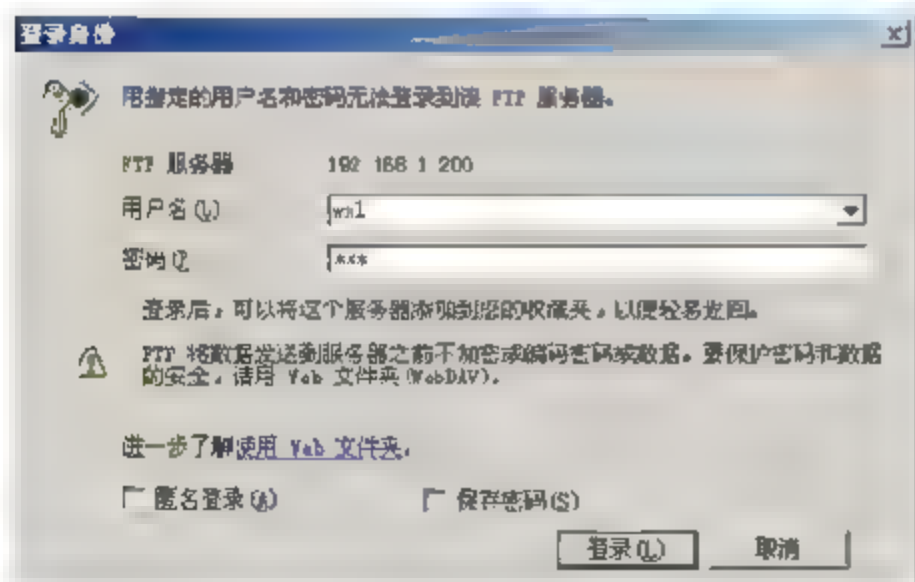 登录身份
用指定的用户名和密码无法登录到该 FTP 服务器。
FTP 服务器 192 168 1 200
用户名(U) wx1
密码(P ***
登录后，可以将这个服务器添加到您的收藏夹，以便轻易返回。
FTP 将数据发送到服务器之前不加密或编码密码或数据。要保护密码和数据
的安全，请用 Web 文件夹(WebDAV)。
进一步了解使用 Web 文件夹。
匿名登录(A) 保存密码(S)
登录(L) 取消